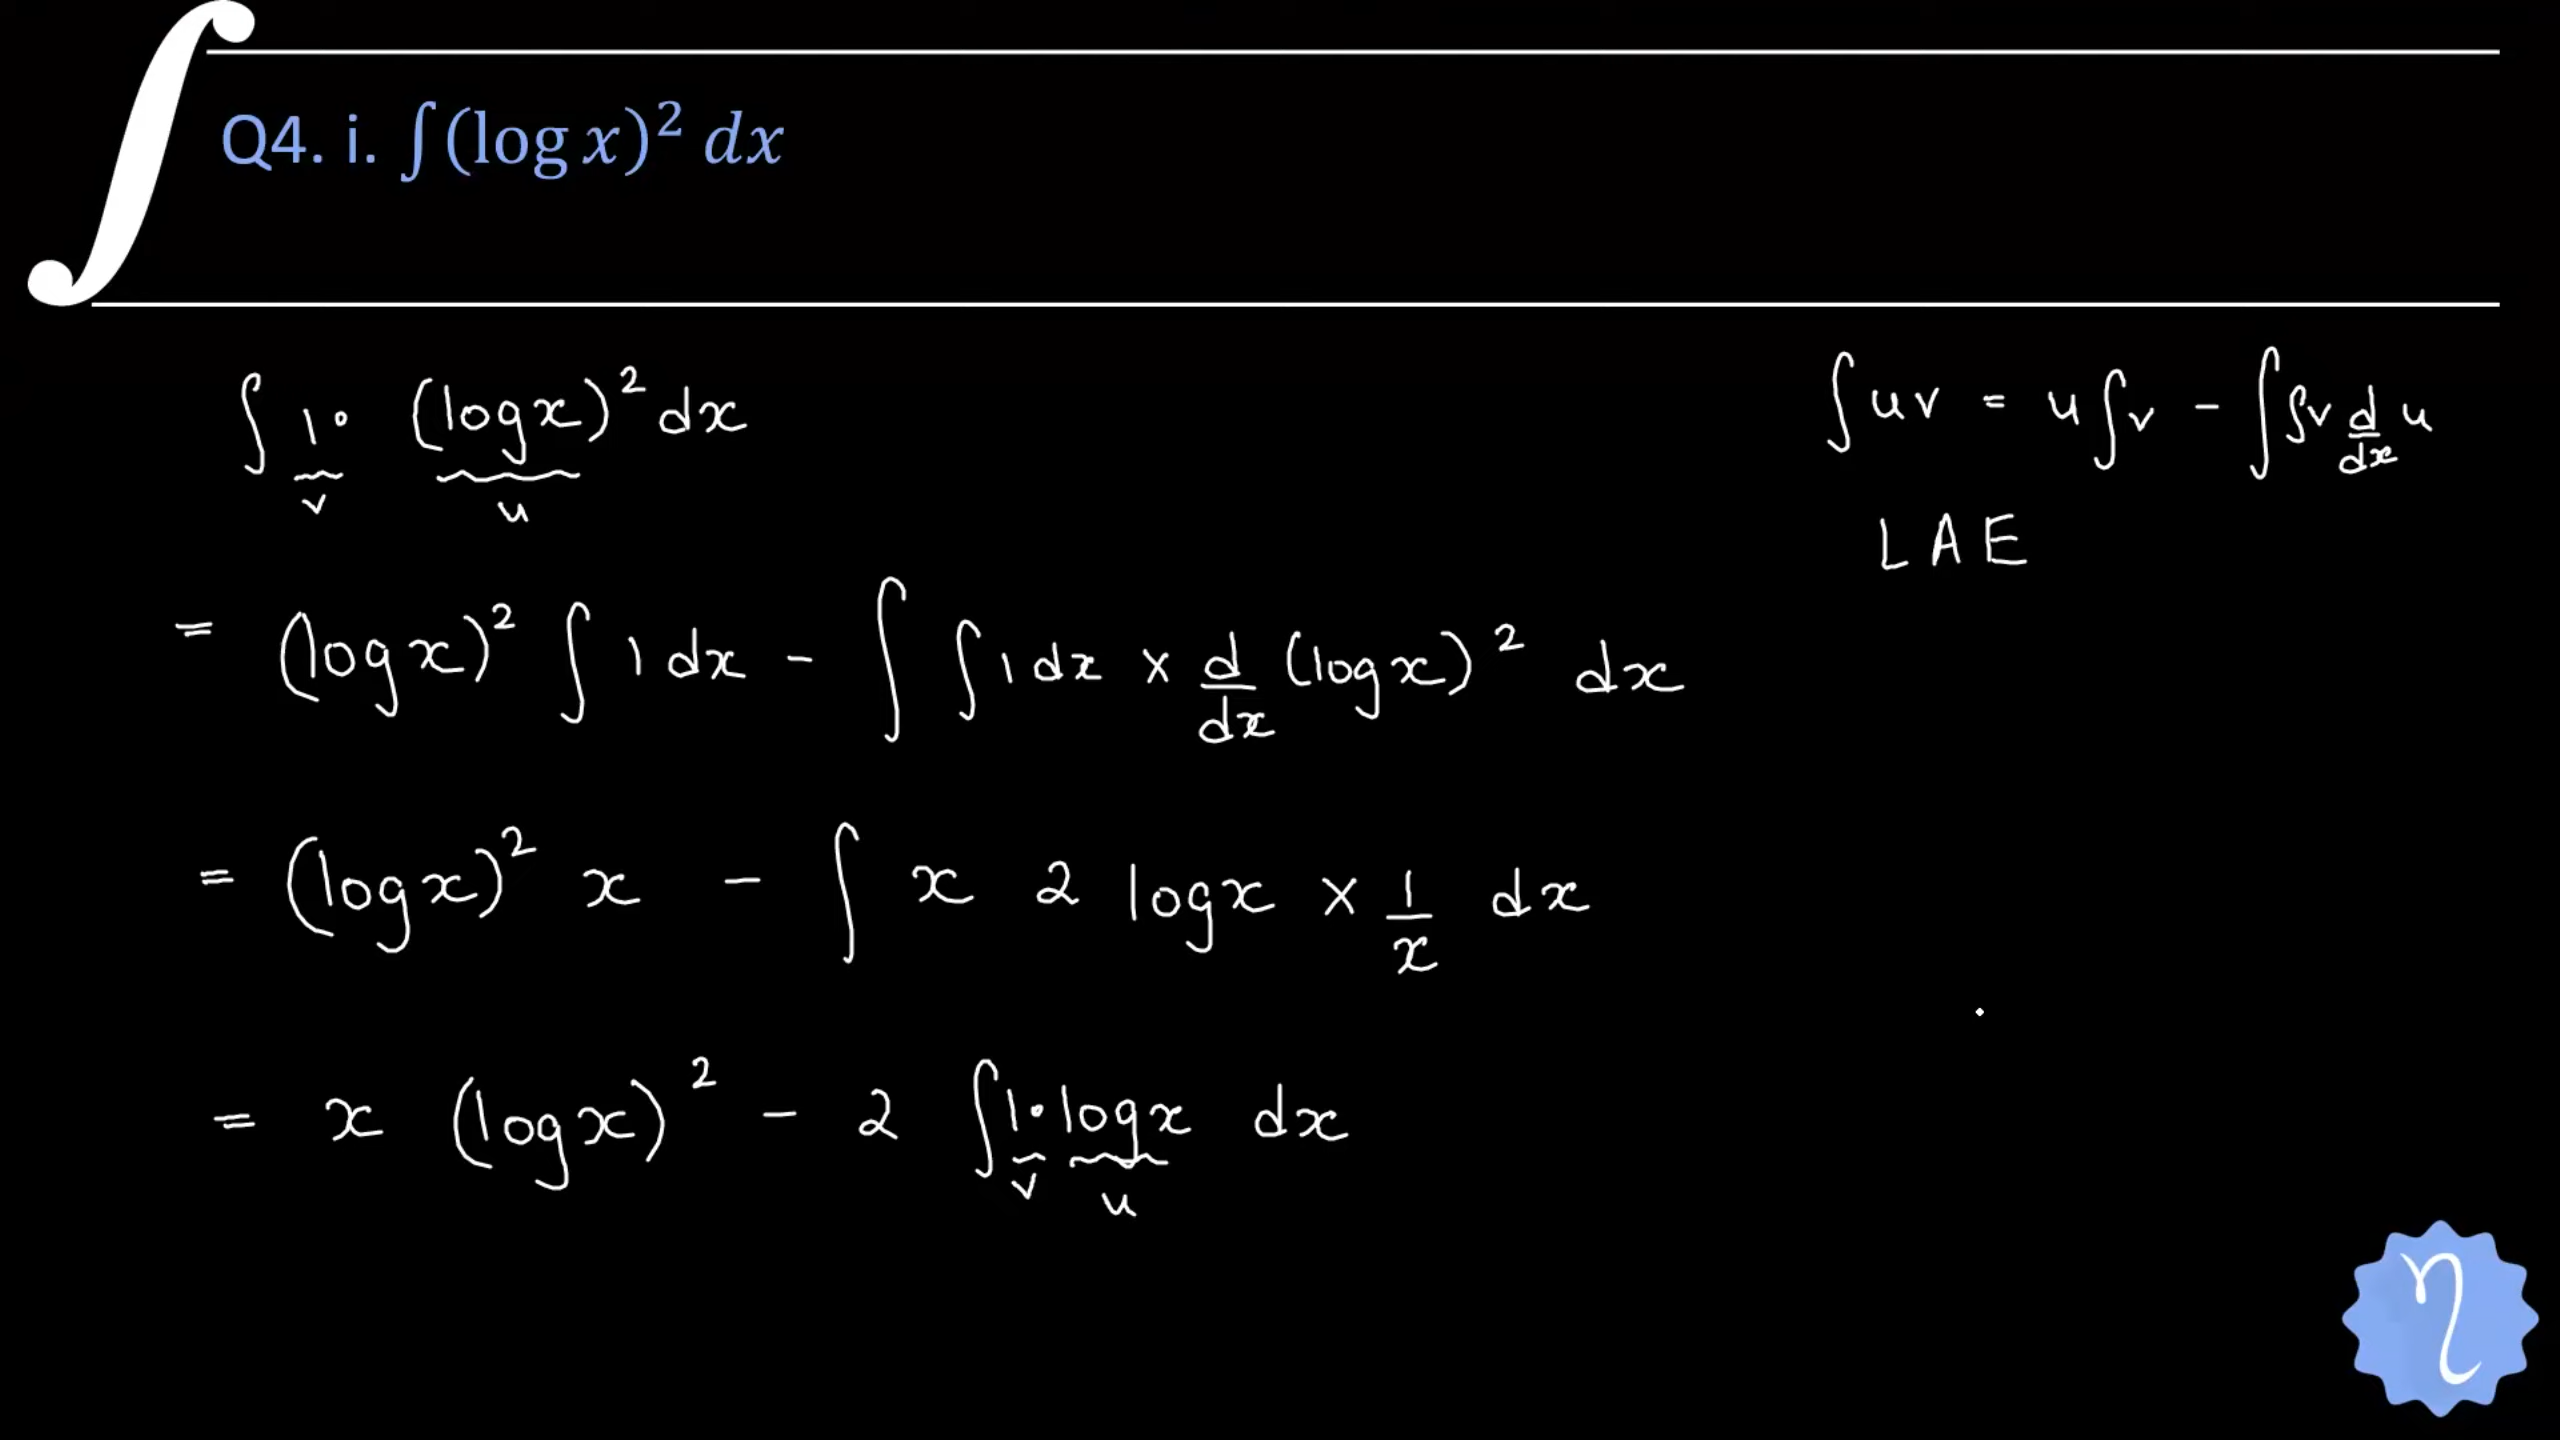 Q4. i. ∫(log x)² dx
∫ 1· (log x)² dx
v u
∫uv = u∫v - ∫∫v d/dx u
L A E
= (log x)² ∫ 1 dx - ∫ ∫ 1 dx × d/dx (log x)² dx
= (log x)² x - ∫ x 2 log x × 1/x dx
= x (log x)² - 2 ∫ 1· log x dx
v u
η